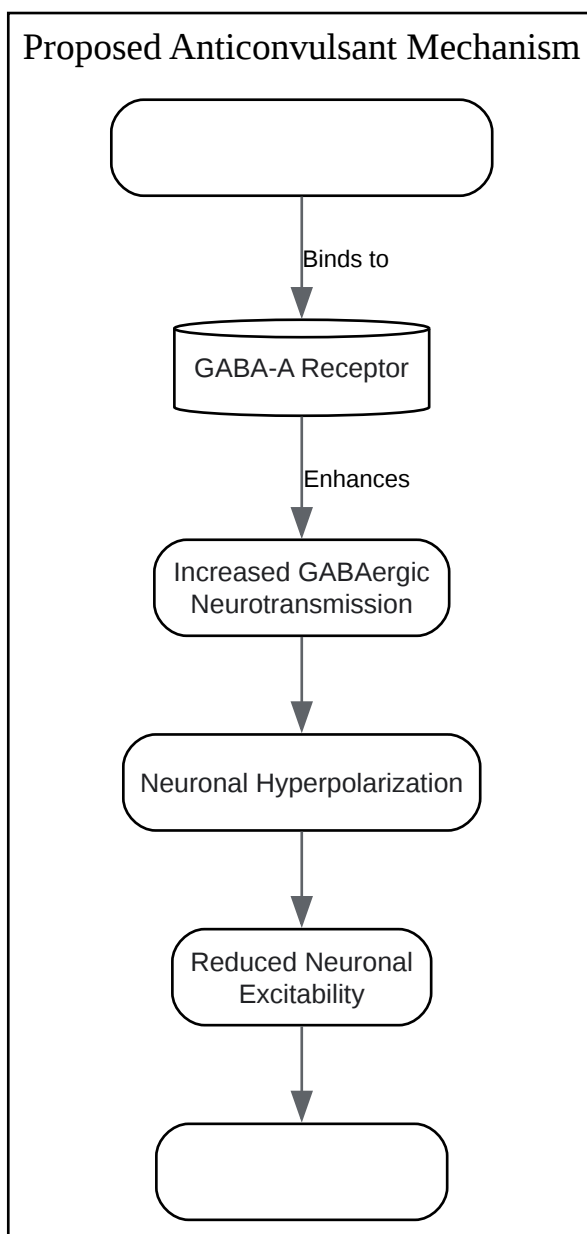 Proposed Anticonvulsant Mechanism
Binds to
GABA-A Receptor
Enhances
Increased GABAergic
Neurotransmission
Neuronal Hyperpolarization
Reduced Neuronal
Excitability